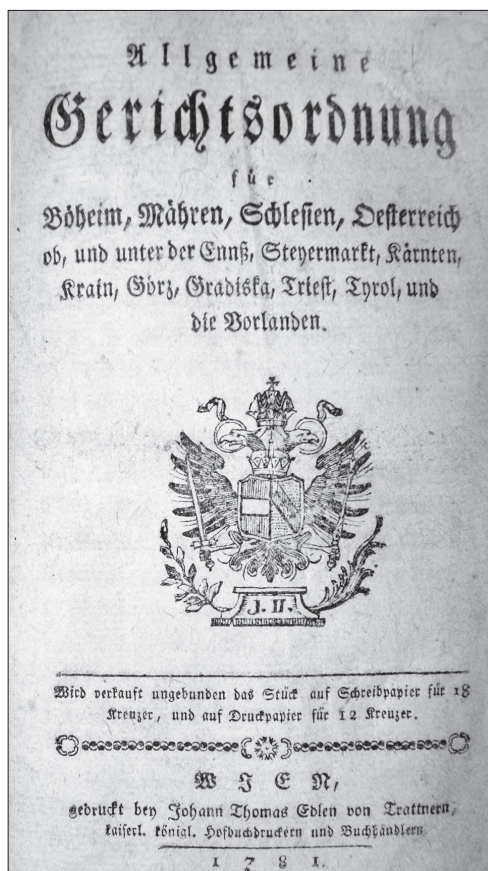 Allgemeine
Gerichtsordnung
für
Böheim, Mähren, Schlesien, Oesterreich
ob, und unter der Ennß, Steyermarkt, Kärnten,
Krain, Görz, Gradiska, Triest, Tyrol, und
die Vorlanden.
J. II.
Wird verkauft ungebunden das Stück auf Schreibpapier für 18
Kreuzer, und auf Druckpapier für 12 Kreuzer.
WIEN,
gedruckt bey Johann Thomas Edlen von Trattnern,
kaiserl. königl. Hofbuchdruckern und Buchhändlern.
1781.